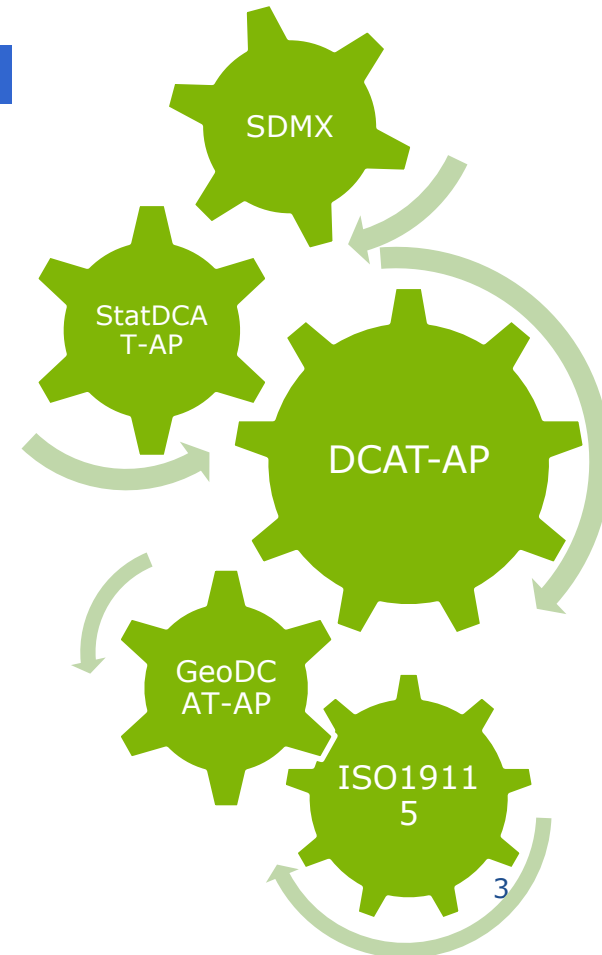 SDMX
StatDCA
T-AP
DCAT-AP
GeoDC
AT-AP
ISO1911
5
3